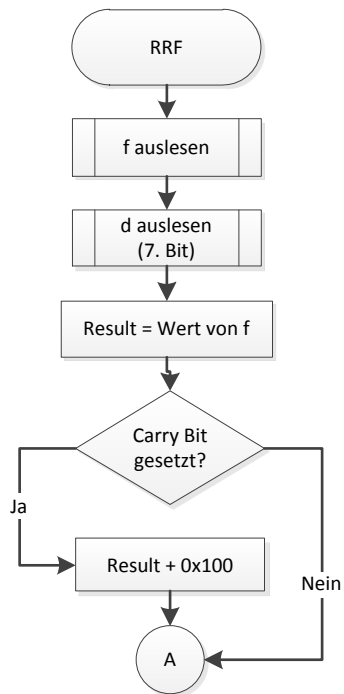 RRF
f auslesen
d auslesen
(7. Bit)
Result = Wert von f
Carry Bit
gesetzt?
Ja
Result + 0x100
Nein
A